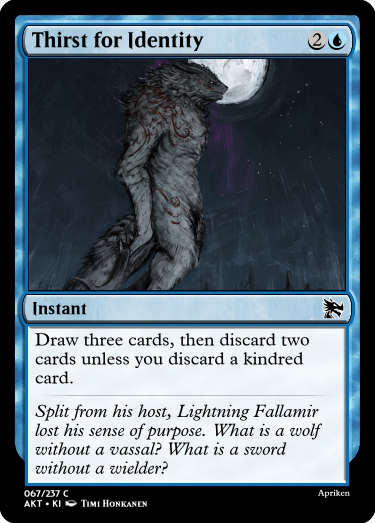 Thirst for Identity 2
Instant
Draw three cards, then discard two
cards unless you discard a kindred
card.
Split from his host, Lightning Fallamir
lost his sense of purpose. What is a wolf
without a vassal? What is a sword
without a wielder?
067/237 C
AKT • KI TIMI HONKANEN
Apriken